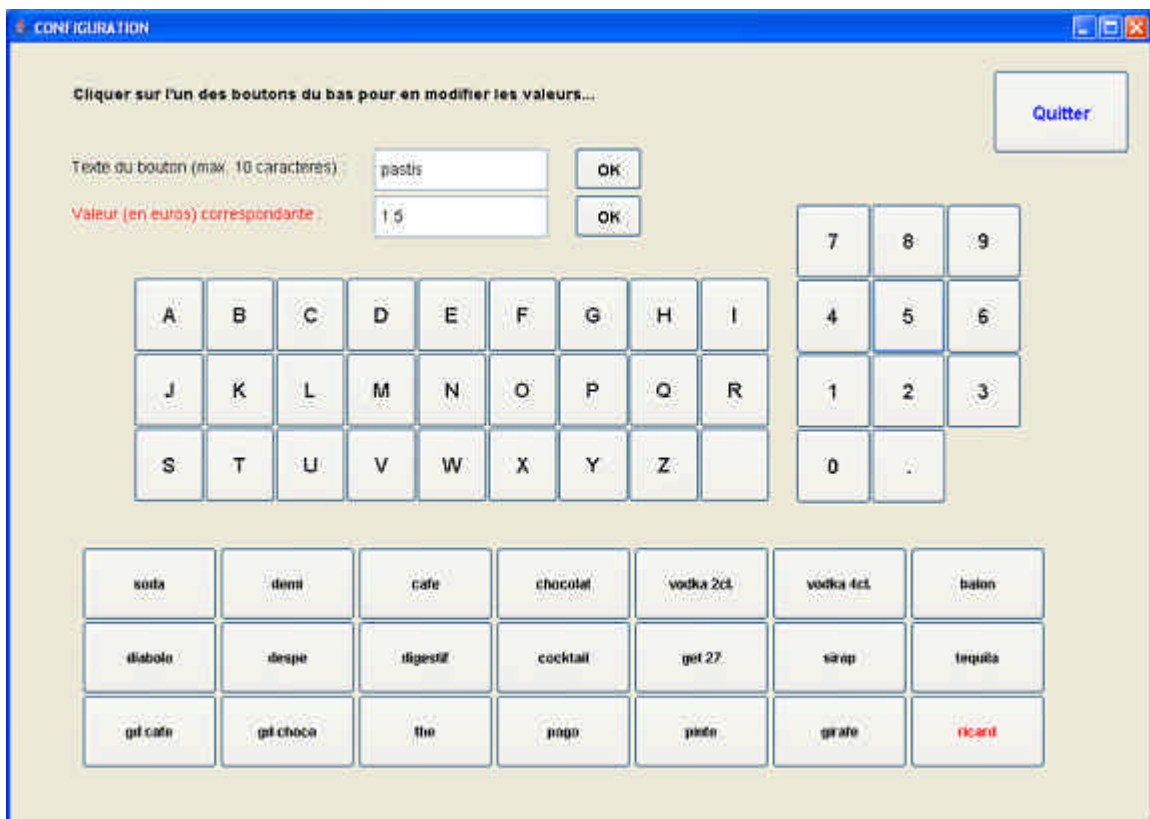 CONFIGURATION
Cliquer sur l'un des boutons du bas pour en modifier les valeurs...
Quitter
Texte du bouton (max. 10 caracteres)
pastis
OK
Valeur (en euros) correspondante :
1.5
OK
7 8 9
A B C D E F G H I
4 5 6
J K L M N O P Q R
1 2 3
S T U V W X Y Z
0 .
soda demi cafe chocolat vodka 2cL vodka 4cL balon
diabolo despe digestif cocktail get 27 sirop tequila
gd cafe gd choco the pago pinte girafe ricard